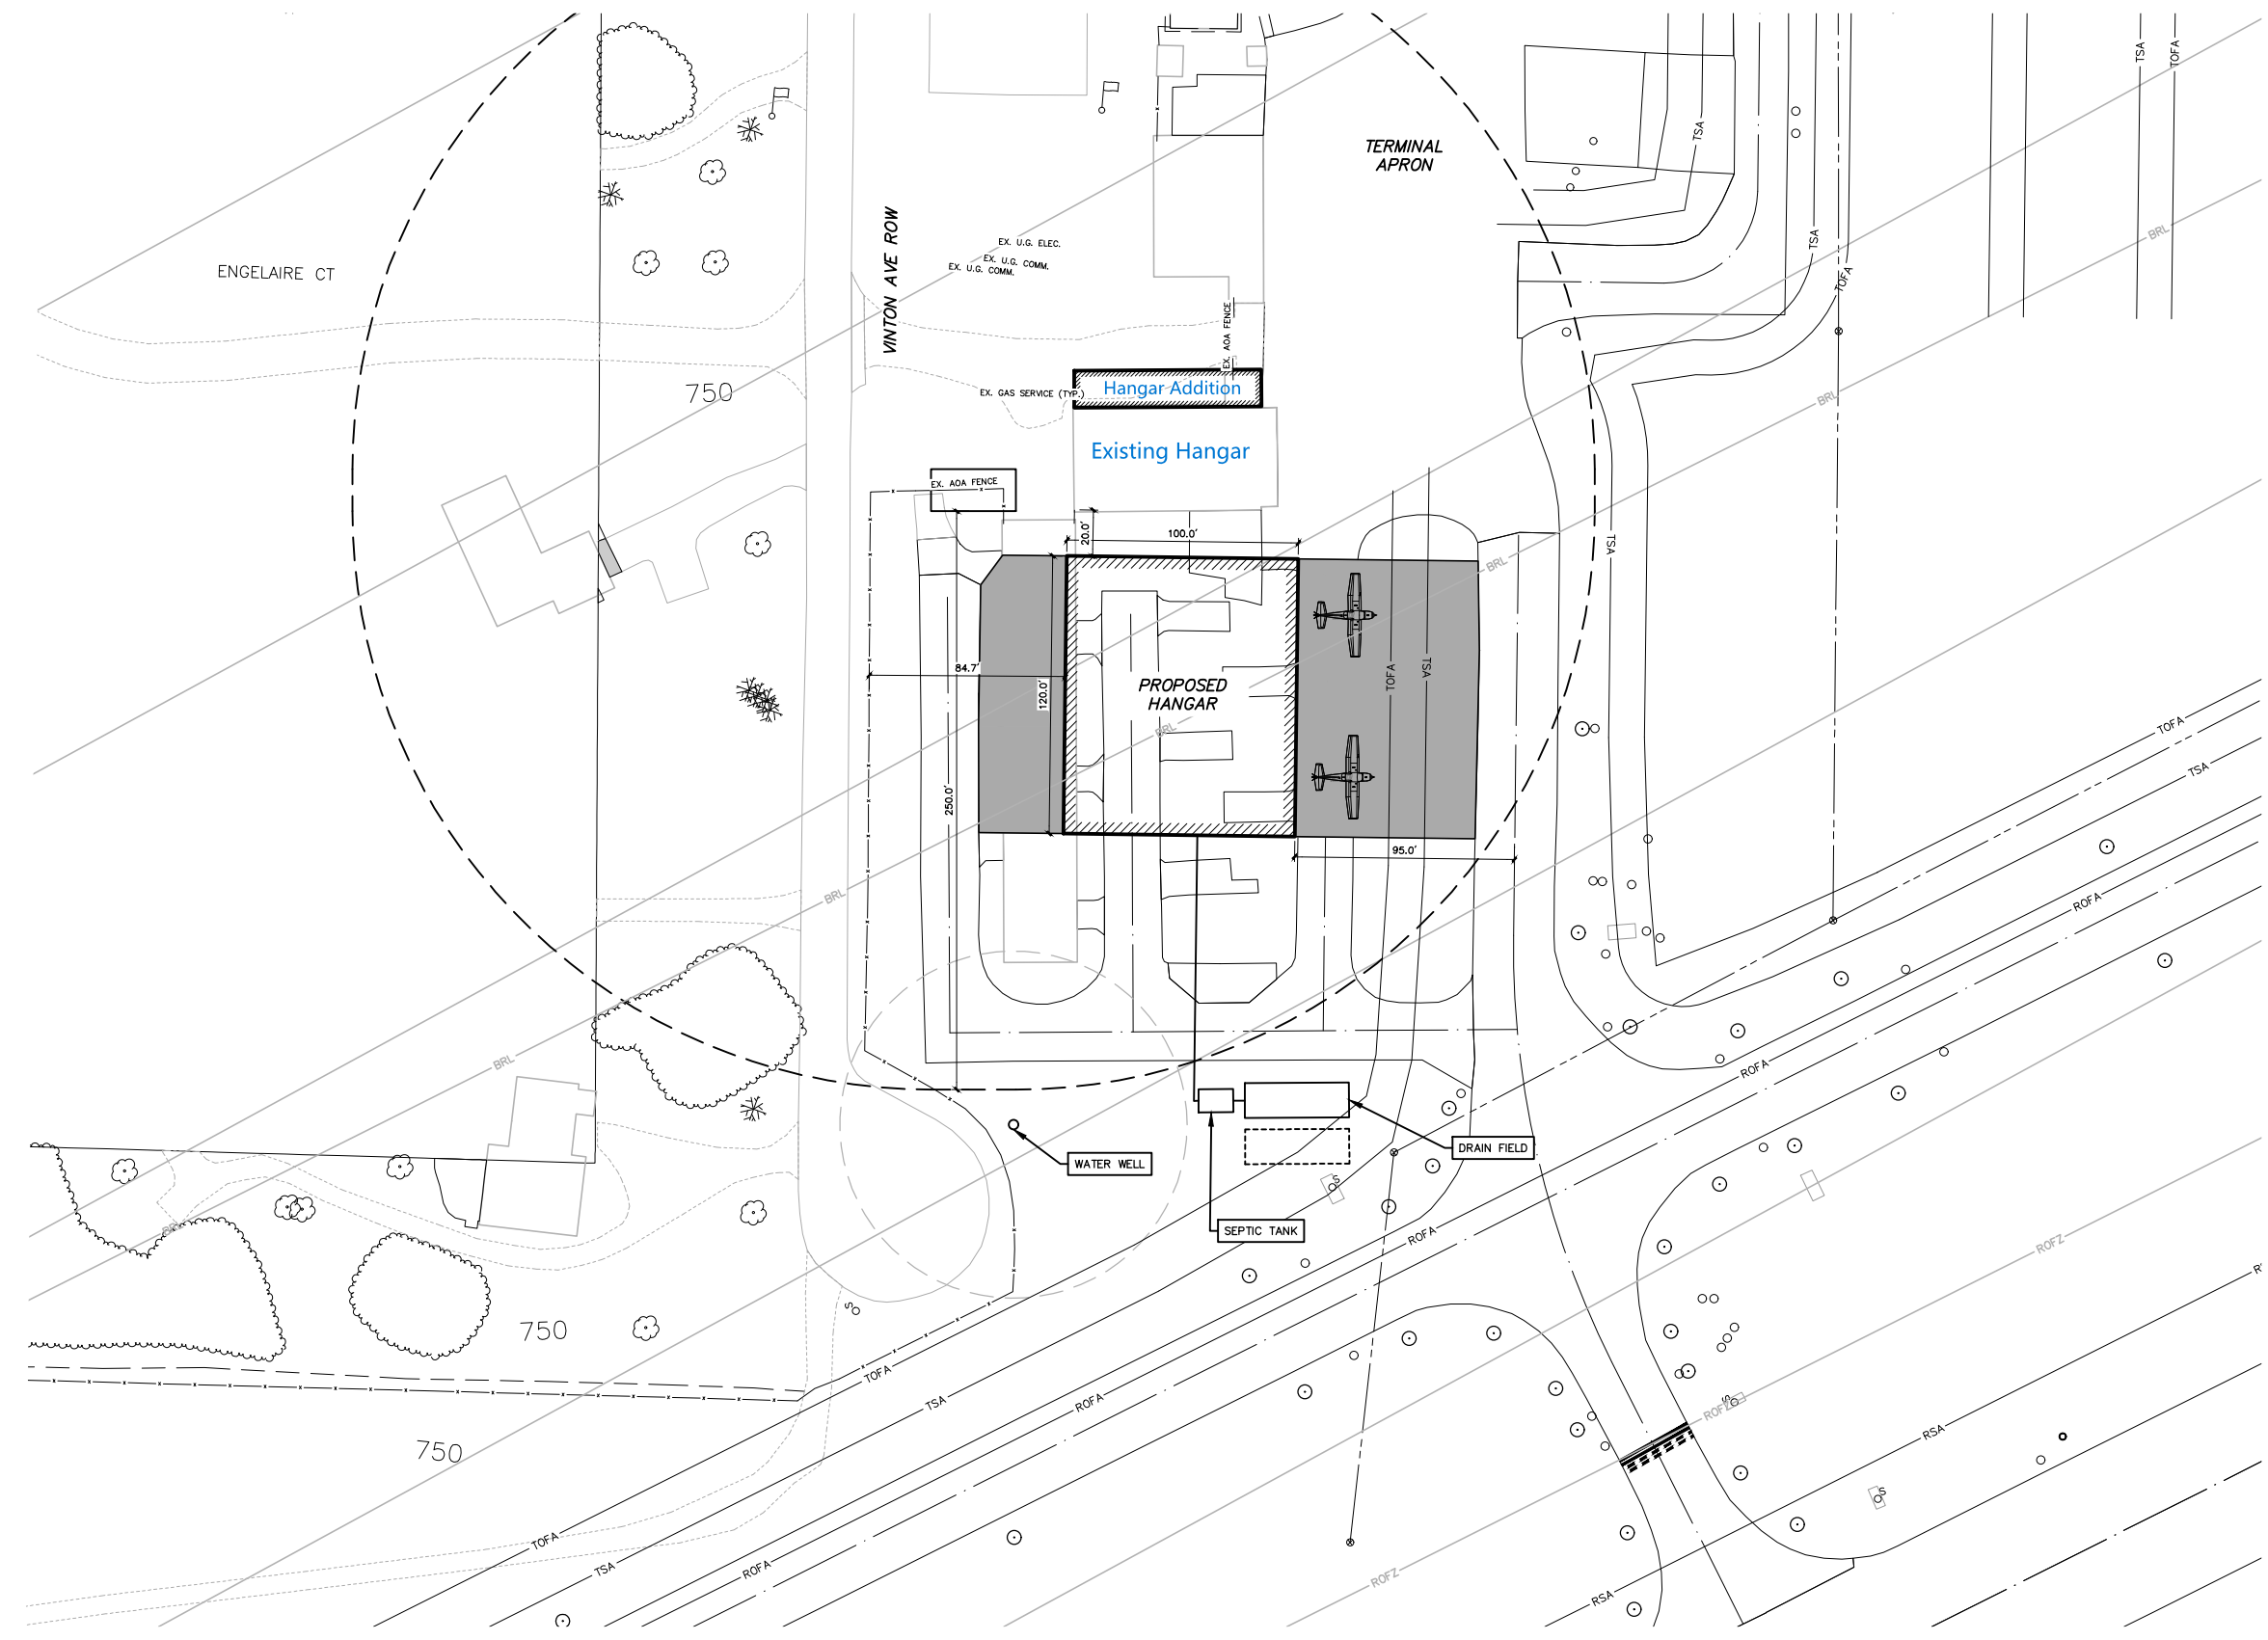 TSA
TOFA
TERMINAL
APRON
TSA
TSA
BRL
EX. U.G. ELEC.
EX. U.G. COMM.
EX. U.G. COMM.
ENGELAIRE CT
VINTON AVE ROW
TOFA
EX. AOA FENCE
750
EX. GAS SERVICE (TYP.)
Hangar Addition
BRL
Existing Hangar
EX. AOA FENCE
20.0'
100.0'
TSA
BRL
84.7'
120.0'
PROPOSED
HANGAR
TOFA
TSA
BRL
TOFA
TSA
250.0'
95.0'
BRL
ROFA
BRL
ROFA
WATER WELL
DRAIN FIELD
S
SEPTIC TANK
BRL
ROFA
ROFZ
S
750
TOFA
TSA
ROFA
S
ROFZ
RSA
750
S
TOFA
TSA
ROFA
ROFZ
RSA